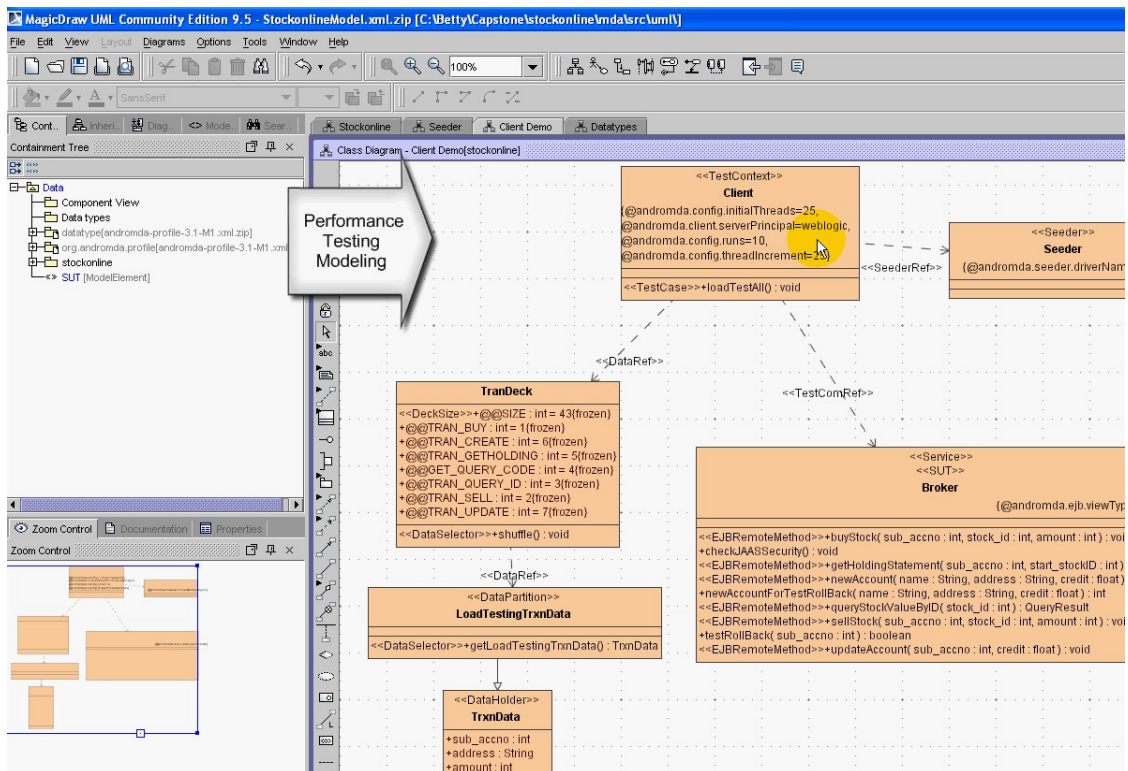 MagicDraw UML Community Edition 9.5 - StockonlineModel.xml.zip [C:\Betty\Capstone\stockonline\mda\src\uml\]
File Edit View Layout Diagrams Options Tools Window Help
100%
SansSerif
Cont.. Inheri.. Diag.. Mode.. Sear..
Stockonline Seeder Client Demo Datatypes
Containment Tree
Class Diagram - Client Demo[stockonline]
Data
Component View
Data types
datatype[andromda-profile-3.1-M1.xml.zip]
org.andromda.profile[andromda-profile-3.1-M1.xml
stockonline
SUT [ModelElement]
Performance
Testing
Modeling
<<TestContext>>
Client
{@andromda.config.initialThreads=25,
@andromda.client.serverPrincipal=weblogic,
@andromda.config.runs=10,
@andromda.config.threadIncrement=25}
<<TestCase>>+loadTestAll() : void
<<SeederRef>>
<<Seeder>>
Seeder
{@andromda.seeder.driverNam
<<DataRef>>
<<TestComRef>>
TranDeck
<<DeckSize>>+@@SIZE : int = 43{frozen}
+@@TRAN_BUY : int = 1{frozen}
+@@TRAN_CREATE : int = 6{frozen}
+@@TRAN_GETHOLDING : int = 5{frozen}
+@@GET_QUERY_CODE : int = 4{frozen}
+@@TRAN_QUERY_ID : int = 3{frozen}
+@@TRAN_SELL : int = 2{frozen}
+@@TRAN_UPDATE : int = 7{frozen}
<<DataSelector>>+shuffle() : void
<<Service>>
<<SUT>>
Broker
{@andromda.ejb.viewTyp
<<EJBRemoteMethod>>+buyStock( sub_accno : int, stock_id : int, amount : int ) : voi
+checkJAASSecurity() : void
<<EJBRemoteMethod>>+getHoldingStatement( sub_accno : int, start_stockID : int )
<<EJBRemoteMethod>>+newAccount( name : String, address : String, credit : float )
+newAccountForTestRollBack( name : String, address : String, credit : float ) : int
<<EJBRemoteMethod>>+queryStockValueByID( stock_id : int ) : QueryResult
<<EJBRemoteMethod>>+sellStock( sub_accno : int, stock_id : int, amount : int ) : voi
+testRollBack( sub_accno : int ) : boolean
<<EJBRemoteMethod>>+updateAccount( sub_accno : int, credit : float ) : void
<<DataRef>>
<<DataPartition>>
LoadTestingTrxnData
<<DataSelector>>+getLoadTestingTrxnData() : TrxnData
<<DataHolder>>
TrxnData
+sub_accno : int
+address : String
+amount : int
Zoom Control Documentation Properties
Zoom Control
abc